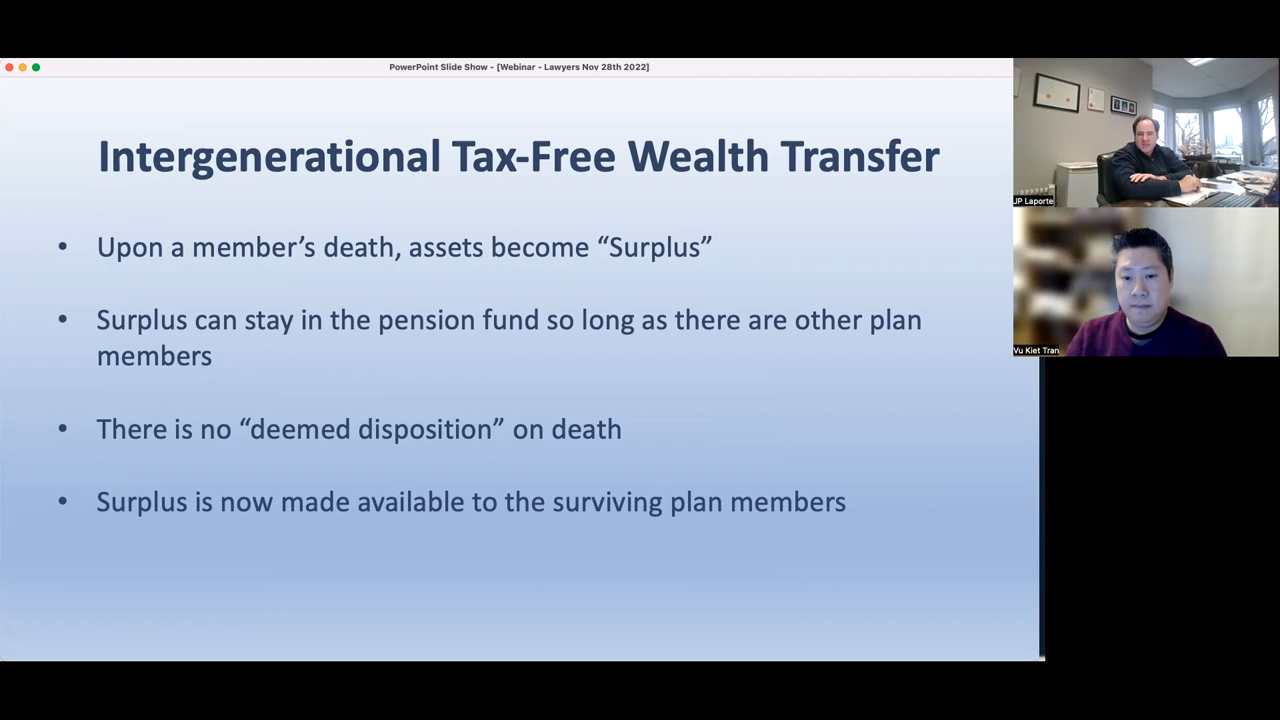 PowerPoint Slide Show - [Webinar - Lawyers Nov 28th 2022]
Intergenerational Tax-Free Wealth Transfer
• Upon a member’s death, assets become “Surplus”
• Surplus can stay in the pension fund so long as there are other plan
members
• There is no “deemed disposition” on death
• Surplus is now made available to the surviving plan members
JP Laporte
Vu Kiet Tran